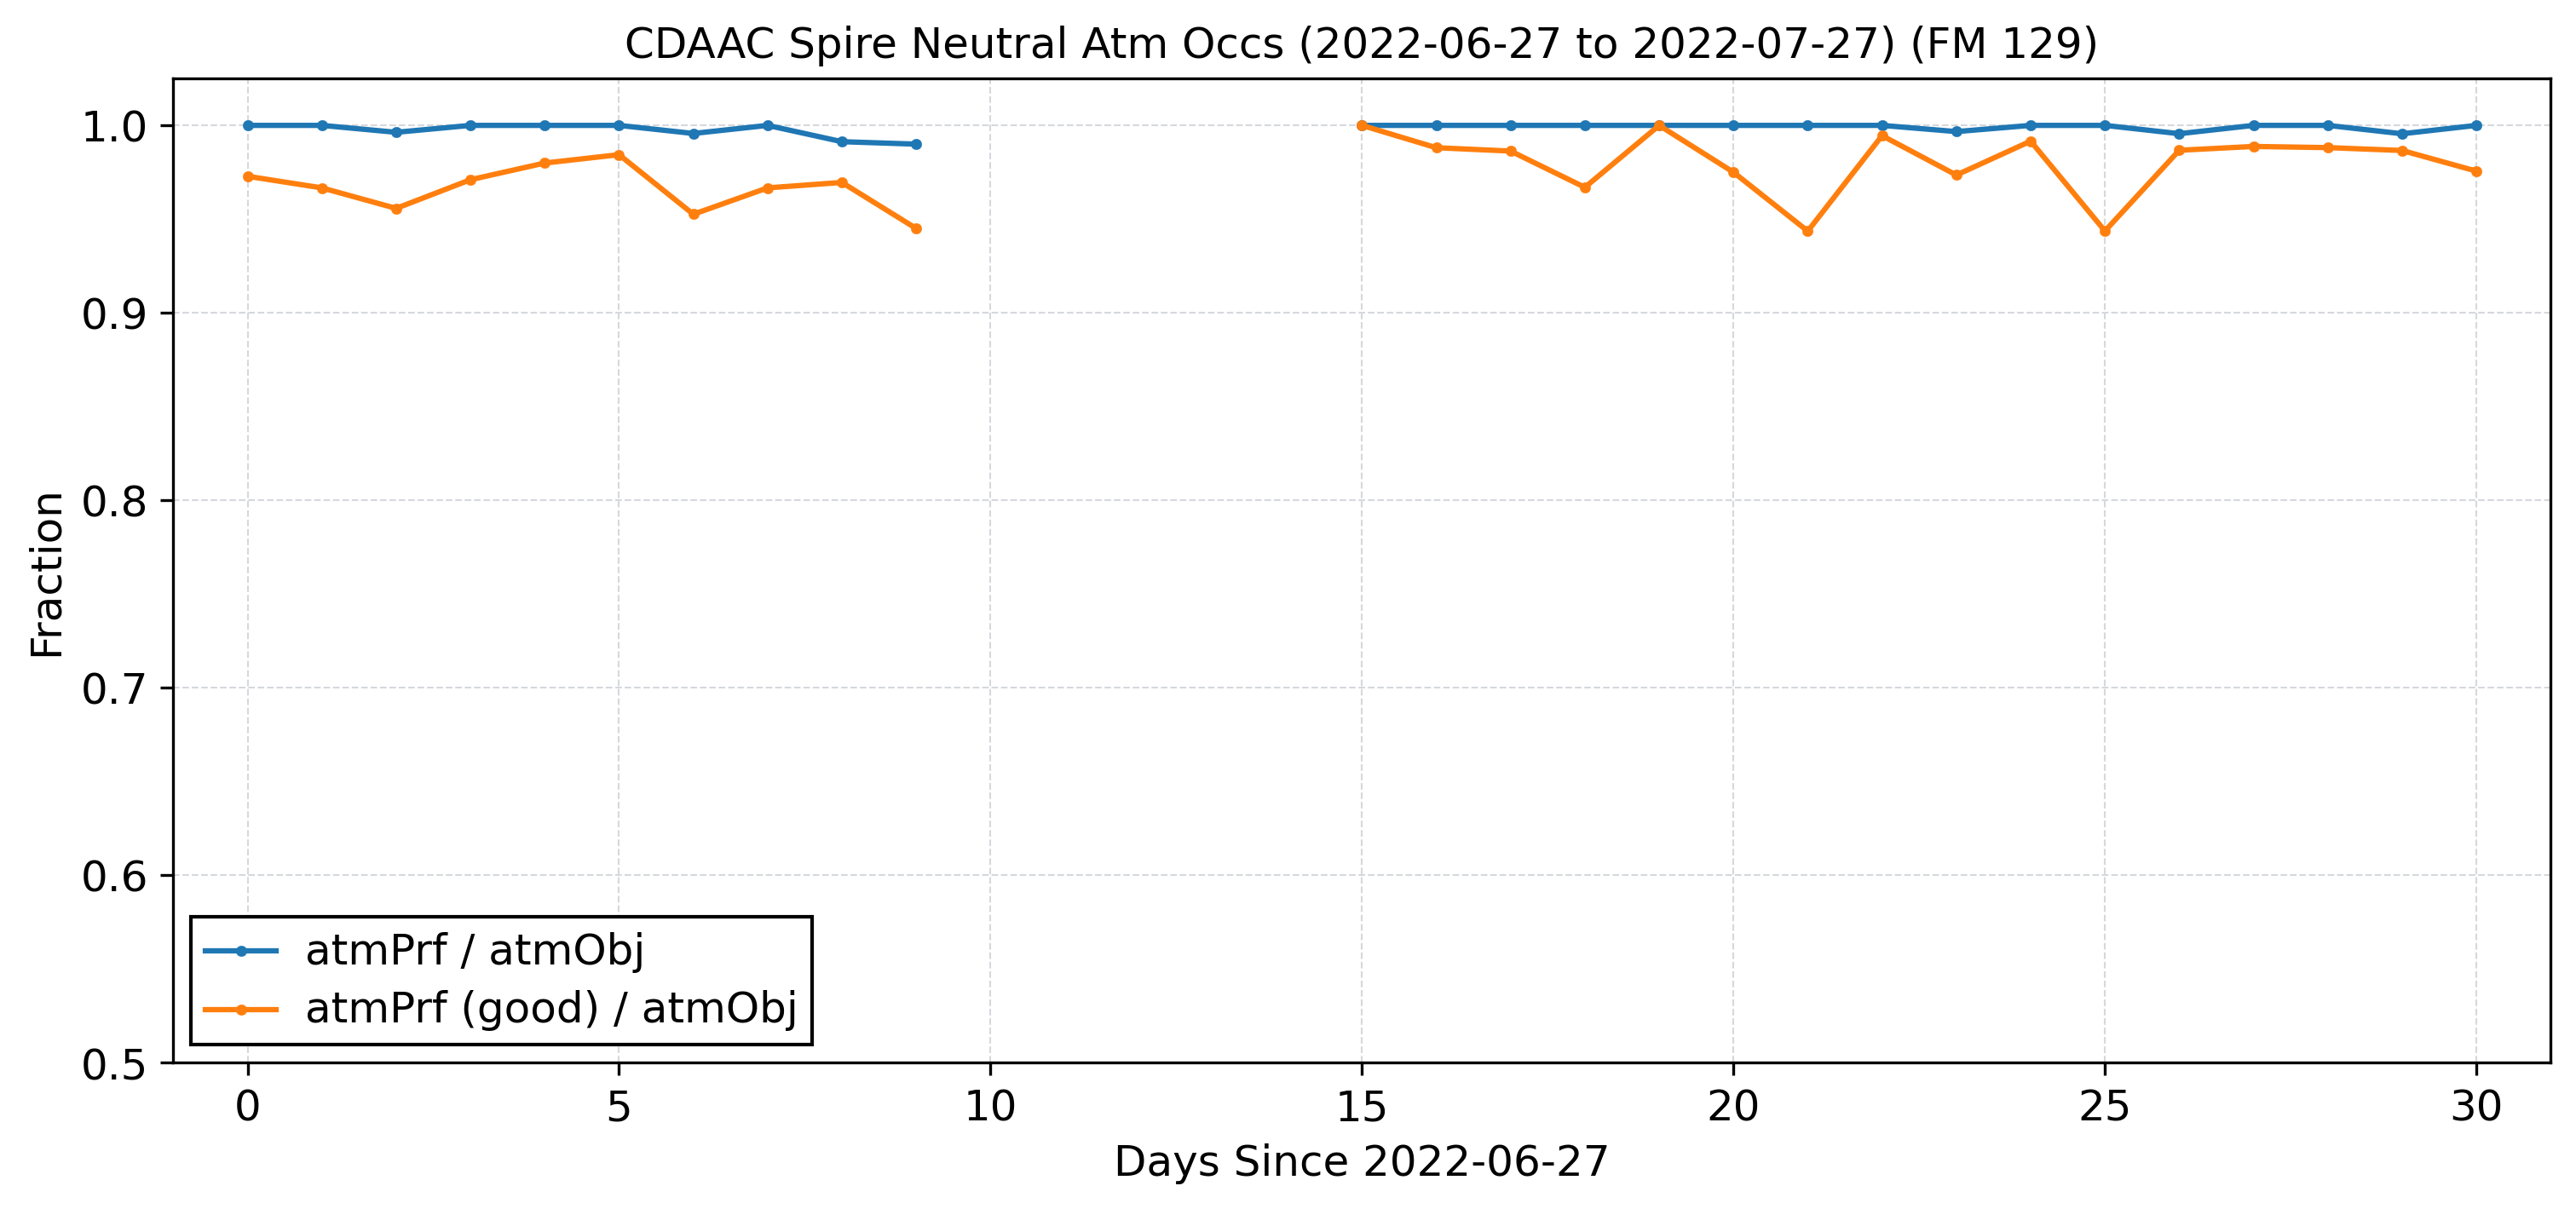 CDAAC Spire Neutral Atm Occs (2022-06-27 to 2022-07-27) (FM 129)
1.0
0.9
0.8
0.7
0.6
0.5
Fraction
atmPrf / atmObj
atmPrf (good) / atmObj
0 5 10 15 20 25 30
Days Since 2022-06-27